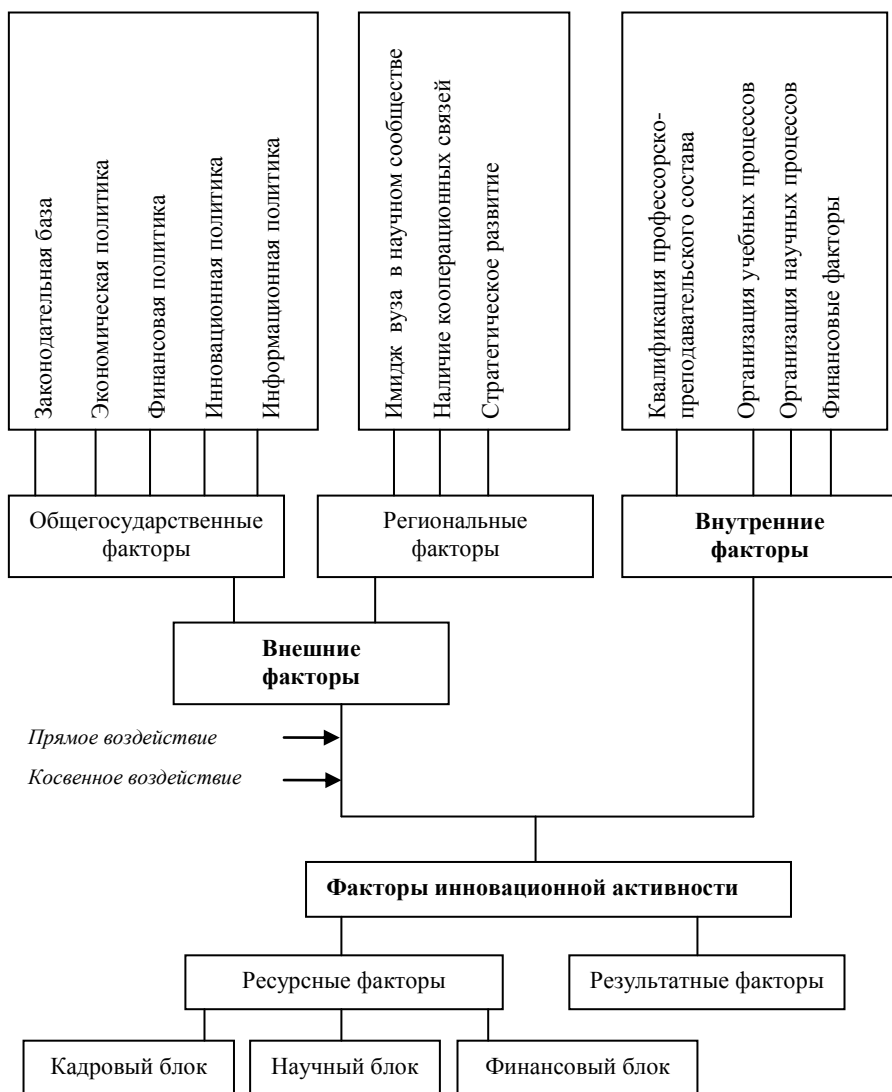 Законодательная база
Экономическая политика
Финансовая политика
Инновационная политика
Информационная политика
Имидж вуза в научном сообществе
Наличие кооперационных связей
Стратегическое развитие
Квалификация профессорско-
преподавательского состава
Организация учебных процессов
Организация научных процессов
Финансовые факторы
Общегосударственные
факторы
Региональные
факторы
Внутренние
факторы
Внешние
факторы
Прямое воздействие
Косвенное воздействие
Факторы инновационной активности
Ресурсные факторы
Результатные факторы
Кадровый блок
Научный блок
Финансовый блок